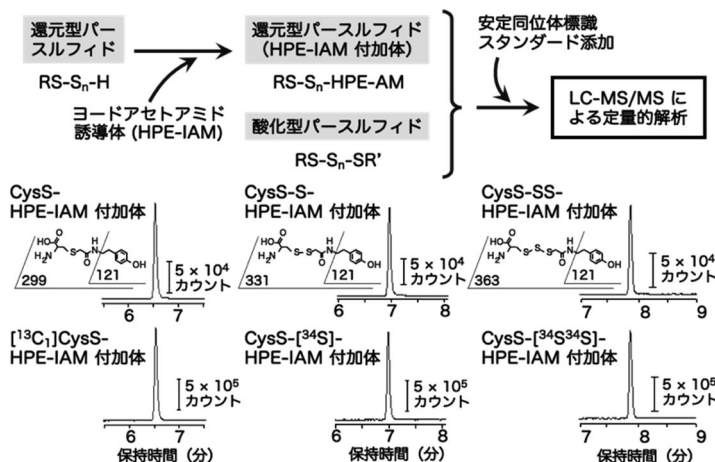 還元型パー
スルフィド
RS-Sn-H
ヨードアセトアミド
誘導体 (HPE-IAM)
還元型パースルフィド
(HPE-IAM 付加体)
RS-Sn-HPE-AM
酸化型パースルフィド
RS-Sn-SR'
安定同位体標識
スタンダード添加
LC-MS/MS に
よる定量的解析
CysS-
HPE-IAM 付加体
HO
O
H2N
S
O
H
N
OH
299
121
5 × 10⁴
カウント
6
7
CysS-S-
HPE-IAM 付加体
HO
O
H2N
S-S
O
H
N
OH
331
121
5 × 10⁴
カウント
6
7
8
CysS-SS-
HPE-IAM 付加体
HO
O
H2N
S
S
S
O
H
N
OH
363
121
5 × 10⁴
カウント
7
8
9
[¹³C₁]CysS-
HPE-IAM 付加体
5 × 10⁵
カウント
6
7
保持時間（分）
CysS-[³⁴S]-
HPE-IAM 付加体
5 × 10⁵
カウント
6
7
8
保持時間（分）
CysS-[³⁴S³⁴S]-
HPE-IAM 付加体
5 × 10⁵
カウント
7
8
9
保持時間（分）